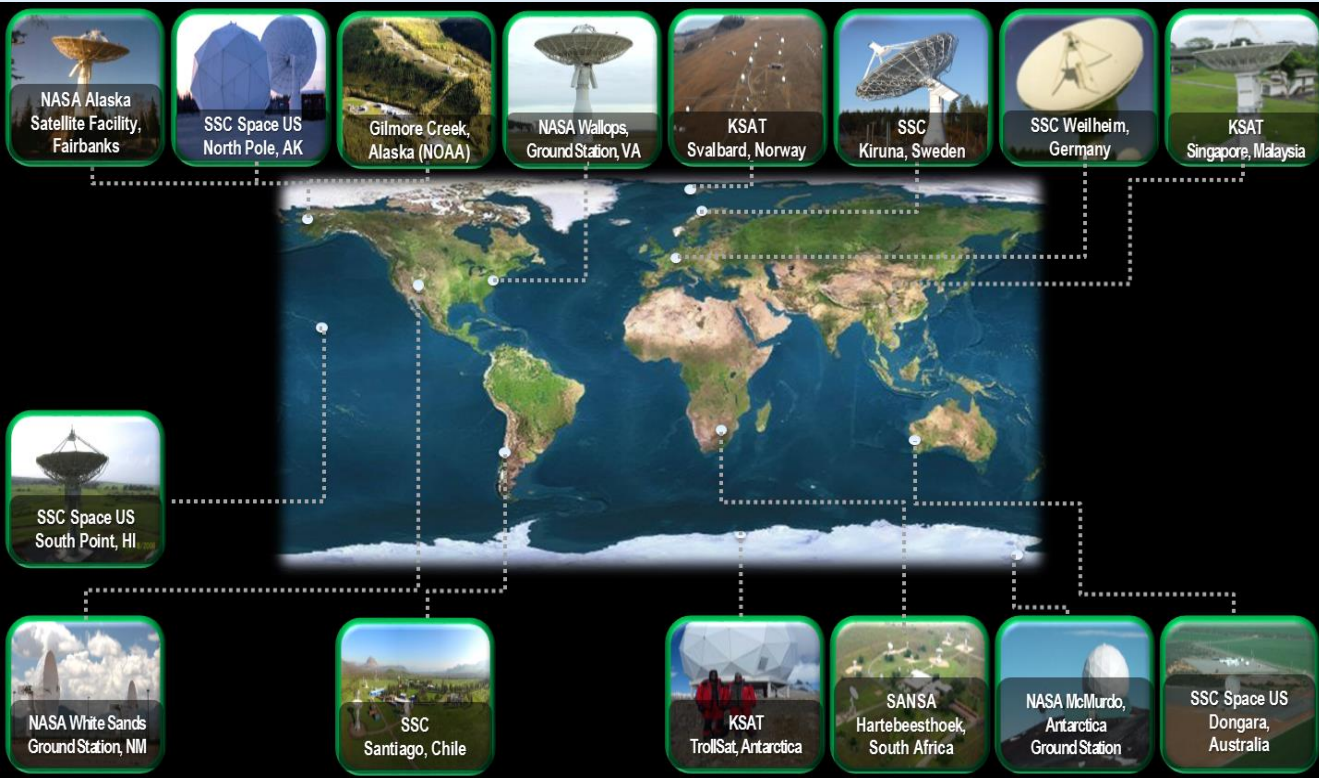 NASA Alaska
Satellite Facility,
Fairbanks
SSC Space US
North Pole, AK
Gilmore Creek,
Alaska (NOAA)
NASA Wallops,
Ground Station, VA
KSAT
Svalbard, Norway
SSC
Kiruna, Sweden
SSC Weilheim,
Germany
KSAT
Singapore, Malaysia
SSC Space US
South Point, HI
NASA White Sands
Ground Station, NM
SSC
Santiago, Chile
KSAT
TrollSat, Antarctica
SANSA
Hartebeesthoek,
South Africa
NASA McMurdo,
Antarctica
Ground Station
SSC Space US
Dongara,
Australia